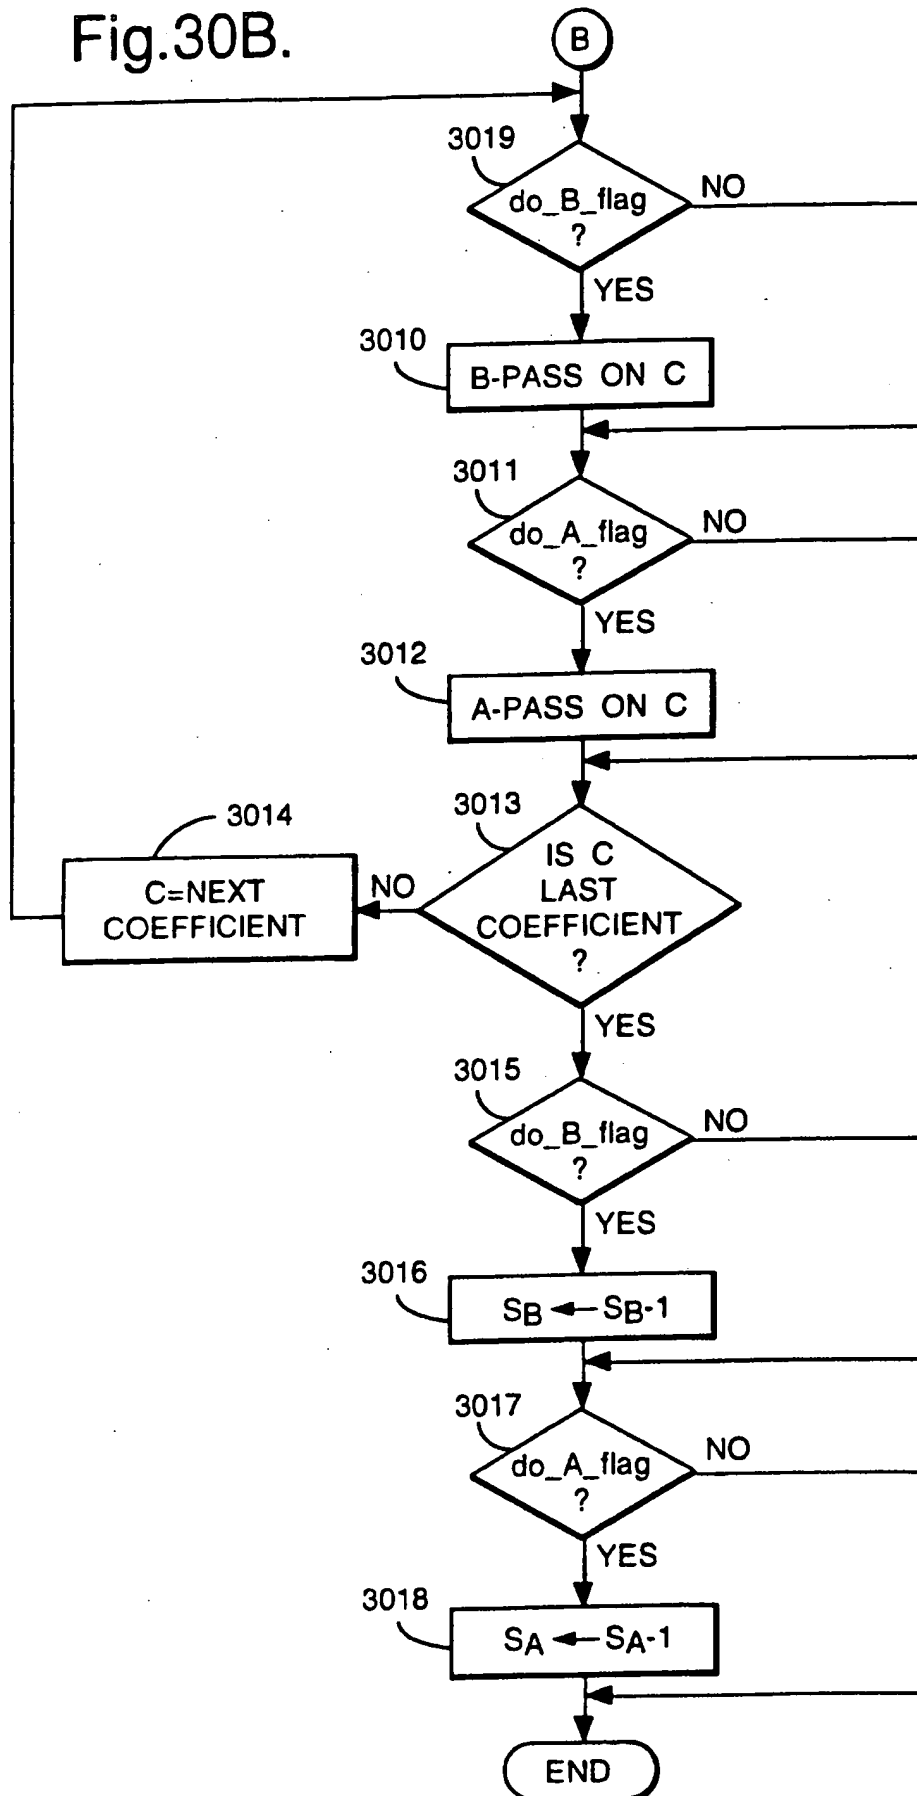 Fig.30B.
B
3019
do_B_flag
?
NO
YES
3010
B-PASS ON C
3011
do_A_flag
?
NO
YES
3012
A-PASS ON C
3013
IS C
LAST
COEFFICIENT
?
NO
3014
C=NEXT
COEFFICIENT
YES
3015
do_B_flag
?
NO
YES
3016
SB ← SB-1
3017
do_A_flag
?
NO
YES
3018
SA ← SA-1
END